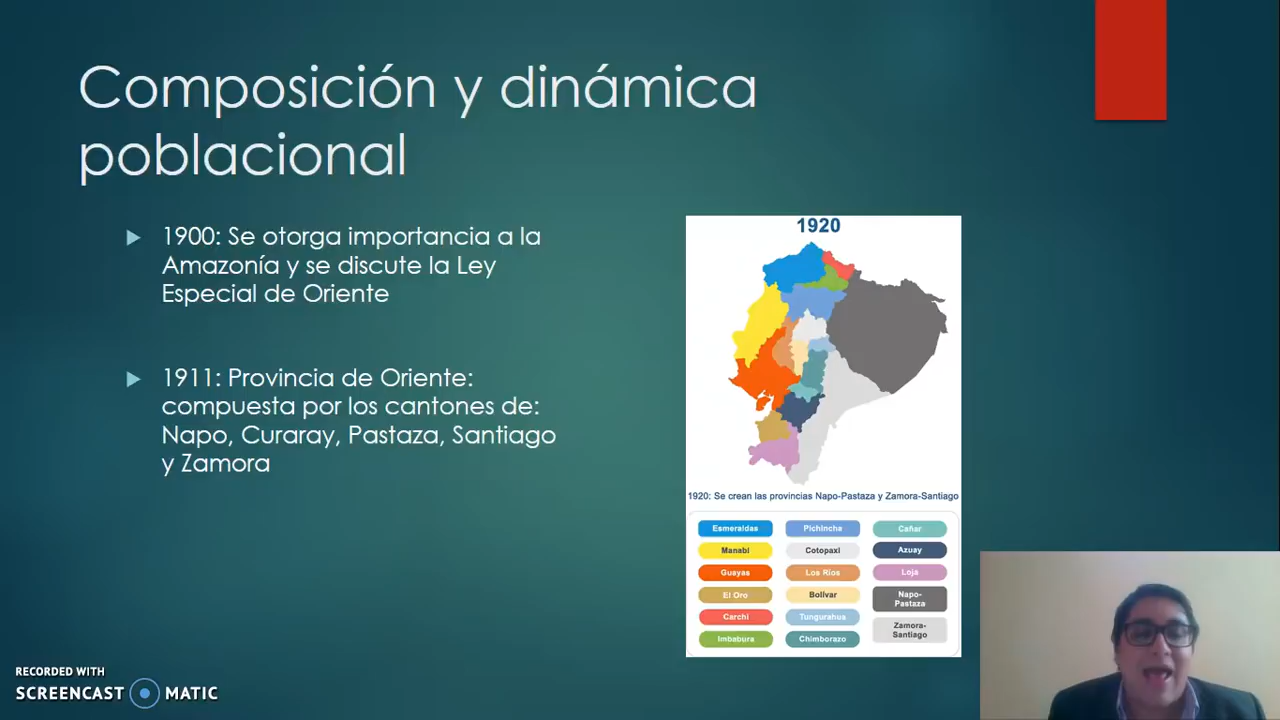 Composición y dinámica
poblacional
1900: Se otorga importancia a la
Amazonía y se discute la Ley
Especial de Oriente
1911: Provincia de Oriente:
compuesta por los cantones de:
Napo, Curaray, Pastaza, Santiago
y Zamora
1920
1920: Se crean las provincias Napo-Pastaza y Zamora-Santiago
Esmeraldas
Pichincha
Cañar
Manabí
Cotopaxi
Azuay
Guayas
Los Ríos
Loja
El Oro
Bolívar
Napo-
Pastaza
Carchi
Tungurahua
Zamora-
Santiago
Imbabura
Chimborazo
RECORDED WITH
SCREENCAST MATIC